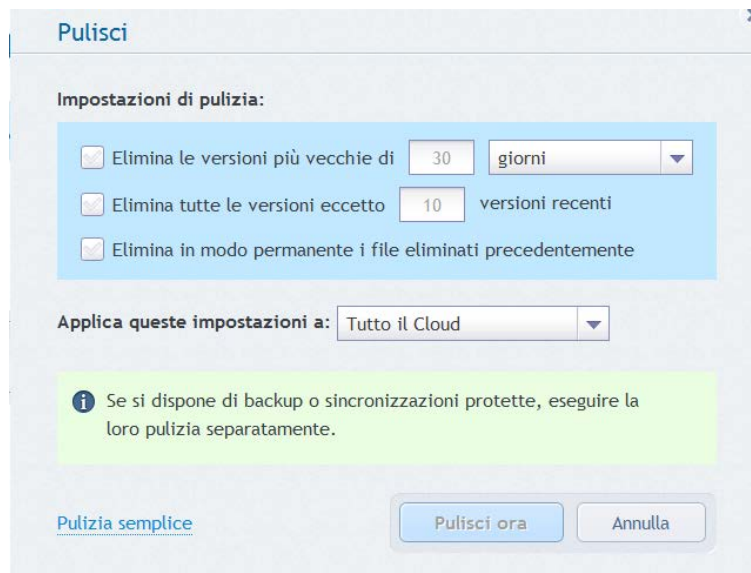 Pulisci
Impostazioni di pulizia:
Elimina le versioni più vecchie di 30 giorni
Elimina tutte le versioni eccetto 10 versioni recenti
Elimina in modo permanente i file eliminati precedentemente
Applica queste impostazioni a: Tutto il Cloud
Se si dispone di backup o sincronizzazioni protette, eseguire la
loro pulizia separatamente.
Pulizia semplice Pulisci ora Annulla